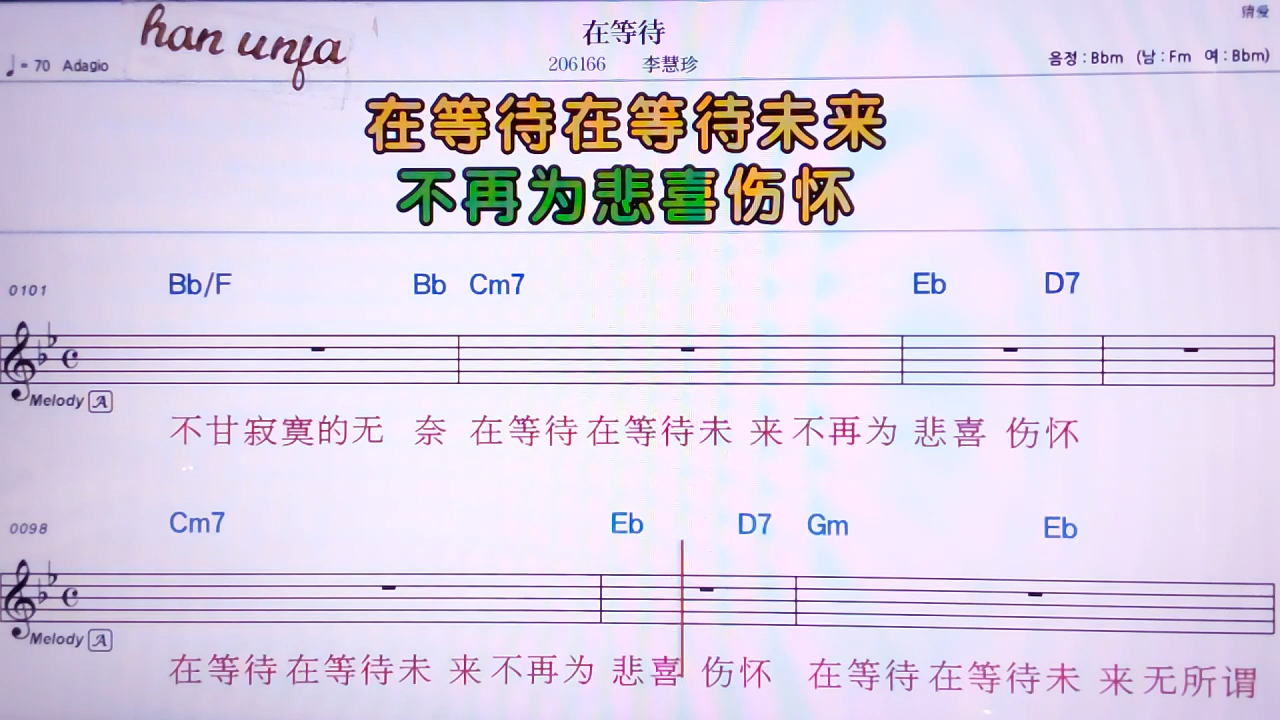 han unfa
在等待
猜爱
= 70 Adagio
206166 李慧珍
음정 : Bbm (남 : Fm 여 : Bbm)
在等待在等待未来
不再为悲喜伤怀
0101 Bb/F Bb Cm7 Eb D7
Melody A
不甘寂寞的无 奈 在等待在等待未 来不再为 悲喜 伤怀
0098 Cm7 Eb D7 Gm Eb
Melody A
在等待在等待未 来不再为 悲喜 伤怀 在等待在等待未 来无所谓